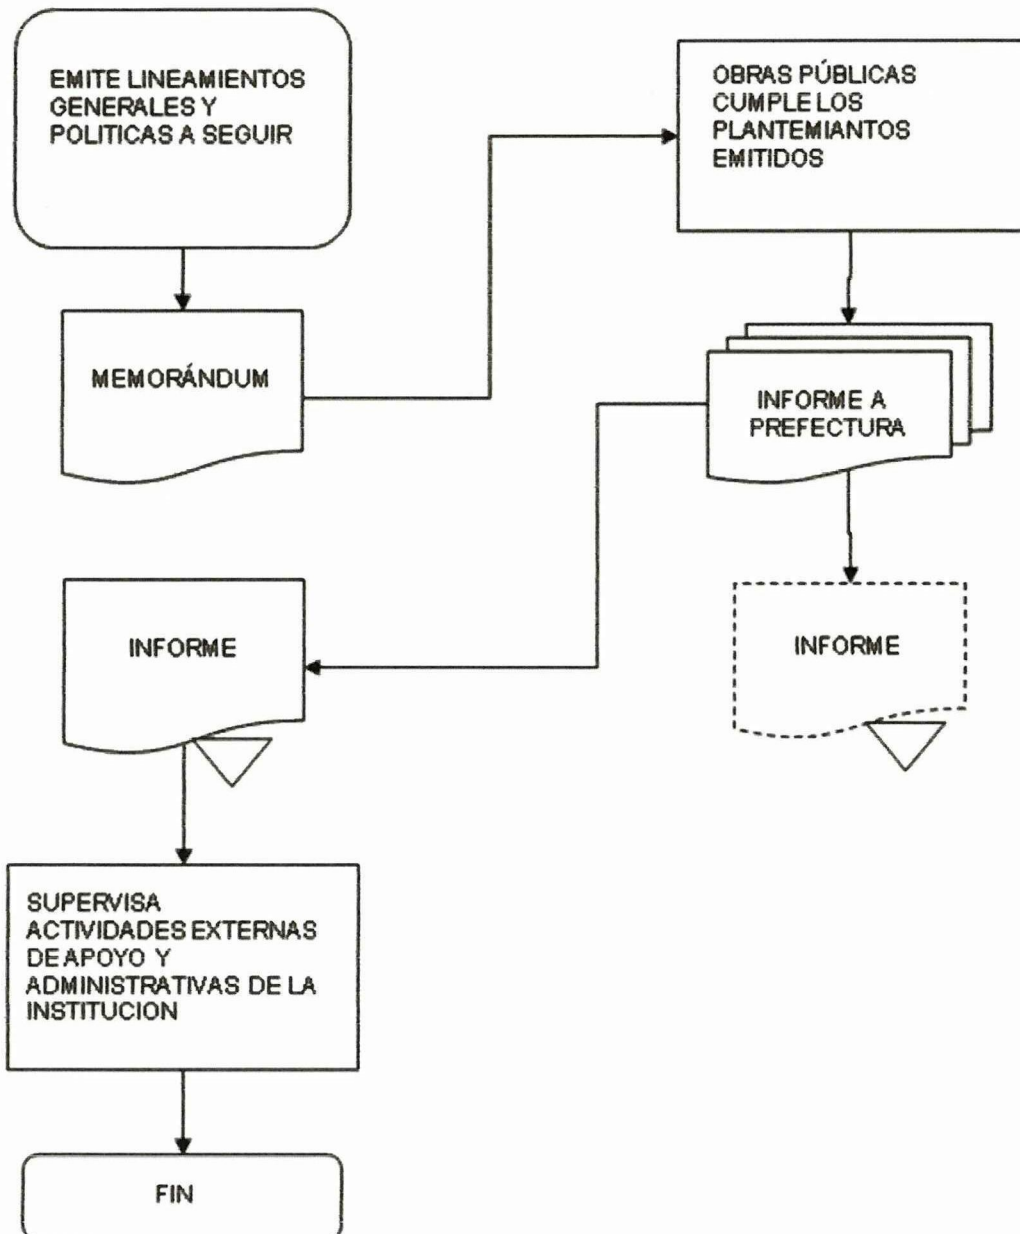 EMITE LINEAMIENTOS
GENERALES Y
POLITICAS A SEGUIR
MEMORÁNDUM
OBRAS PÚBLICAS
CUMPLE LOS
PLANTEMIANTOS
EMITIDOS
INFORME A
PREFECTURA
INFORME
INFORME
SUPERVISA
ACTIVIDADES EXTERNAS
DE APOYO Y
ADMINISTRATIVAS DE LA
INSTITUCION
FIN